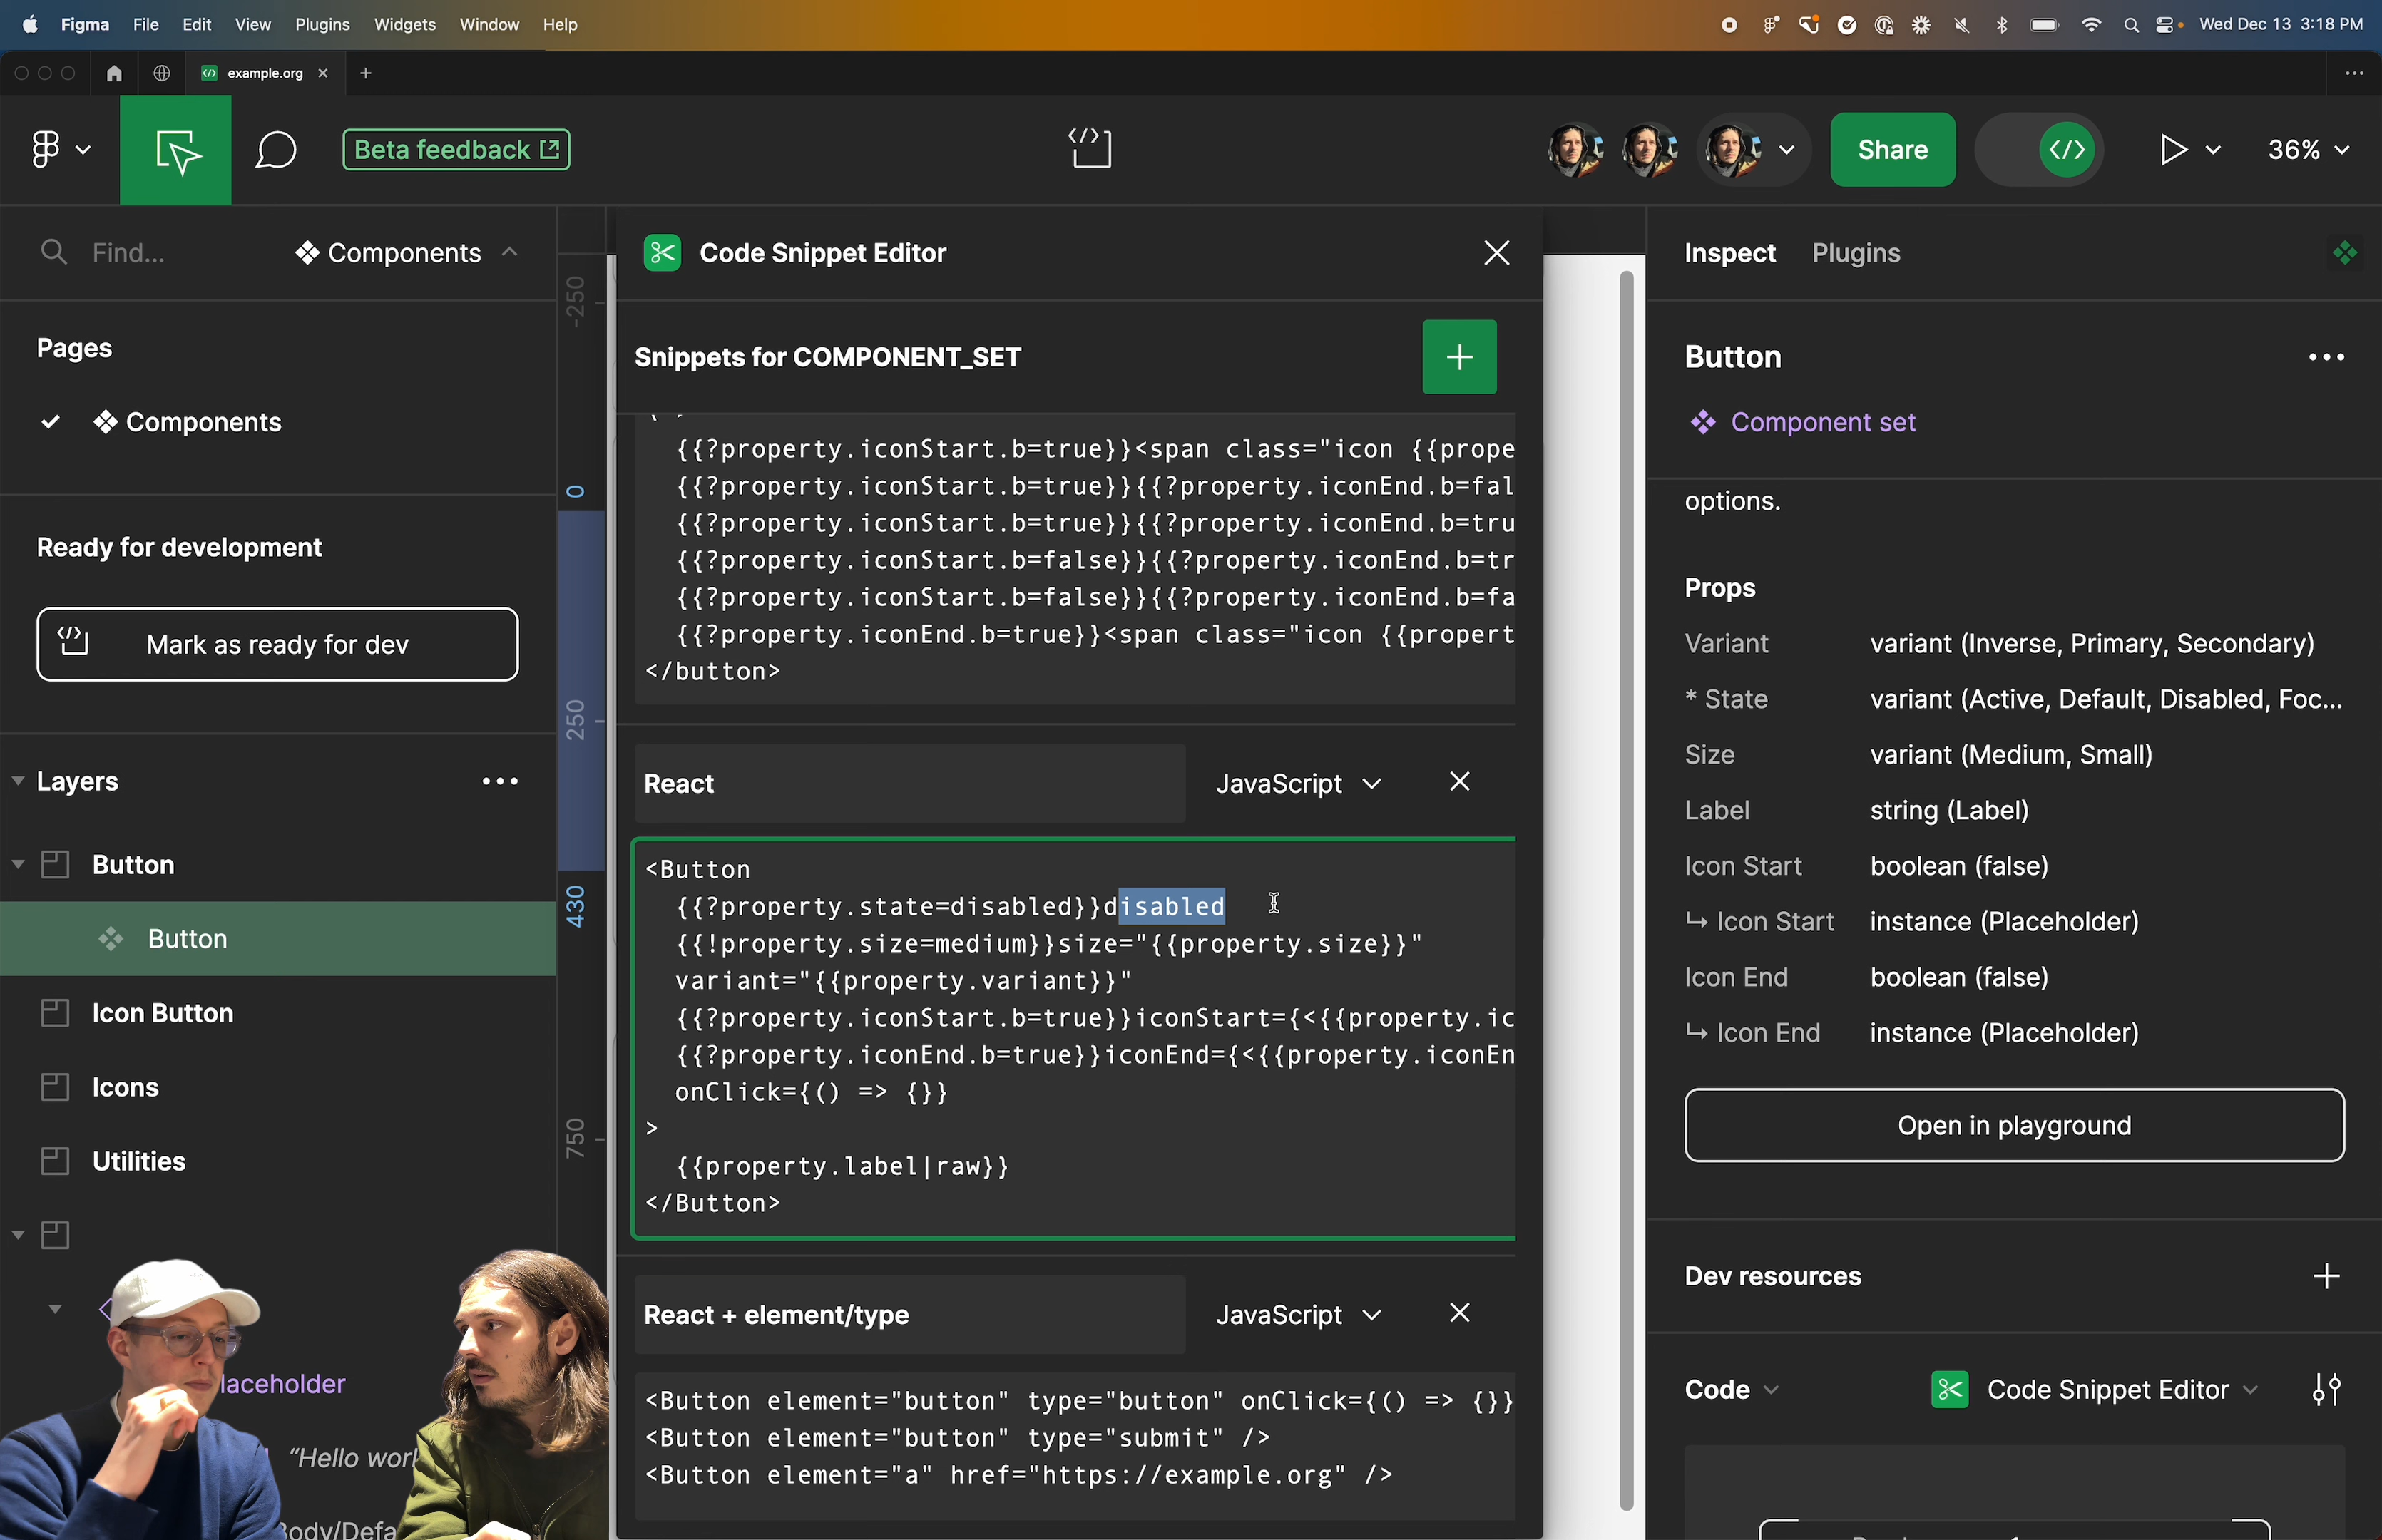 Figma File Edit View Plugins Widgets Window Help
Wed Dec 13 3:18 PM
example.org
Beta feedback
Share
36%
Find...
Components
Code Snippet Editor
Inspect Plugins
Pages
Components
Ready for development
Mark as ready for dev
Layers
Button
Button
Icon Button
Icons
Utilities
laceholder
“Hello worl
Body/Defa
-250
0
250
430
750
Snippets for COMPONENT_SET
{{?property.iconStart.b=true}}<span class="icon {{prope
{{?property.iconStart.b=true}}{{?property.iconEnd.b=fal
{{?property.iconStart.b=true}}{{?property.iconEnd.b=tru
{{?property.iconStart.b=false}}{{?property.iconEnd.b=tr
{{?property.iconStart.b=false}}{{?property.iconEnd.b=fa
{{?property.iconEnd.b=true}}<span class="icon {{propert
</button>
React
JavaScript
<Button
{{?property.state=disabled}}disabled
{{!property.size=medium}}size="{{property.size}}"
variant="{{property.variant}}"
{{?property.iconStart.b=true}}iconStart={<{{property.ic
{{?property.iconEnd.b=true}}iconEnd={<{{property.iconEn
onClick={() => {}}
>
{{property.label|raw}}
</Button>
React + element/type
JavaScript
<Button element="button" type="button" onClick={() => {}}
<Button element="button" type="submit" />
<Button element="a" href="https://example.org" />
Button
Component set
options.
Props
Variant variant (Inverse, Primary, Secondary)
* State variant (Active, Default, Disabled, Foc...
Size variant (Medium, Small)
Label string (Label)
Icon Start boolean (false)
↳ Icon Start instance (Placeholder)
Icon End boolean (false)
↳ Icon End instance (Placeholder)
Open in playground
Dev resources
Code
Code Snippet Editor